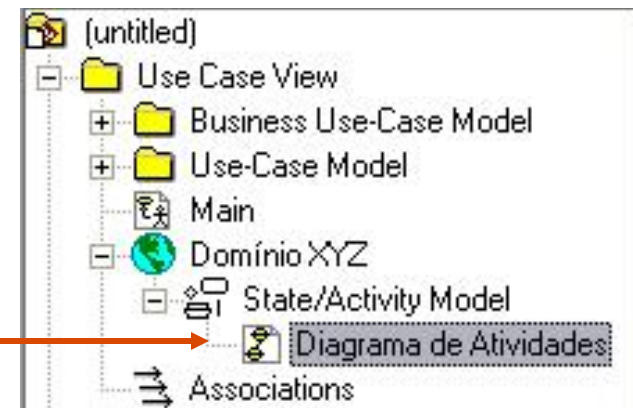 (untitled)
Use Case View
Business Use-Case Model
Use-Case Model
Main
Domínio XYZ
State/Activity Model
Diagrama de Atividades
Associations